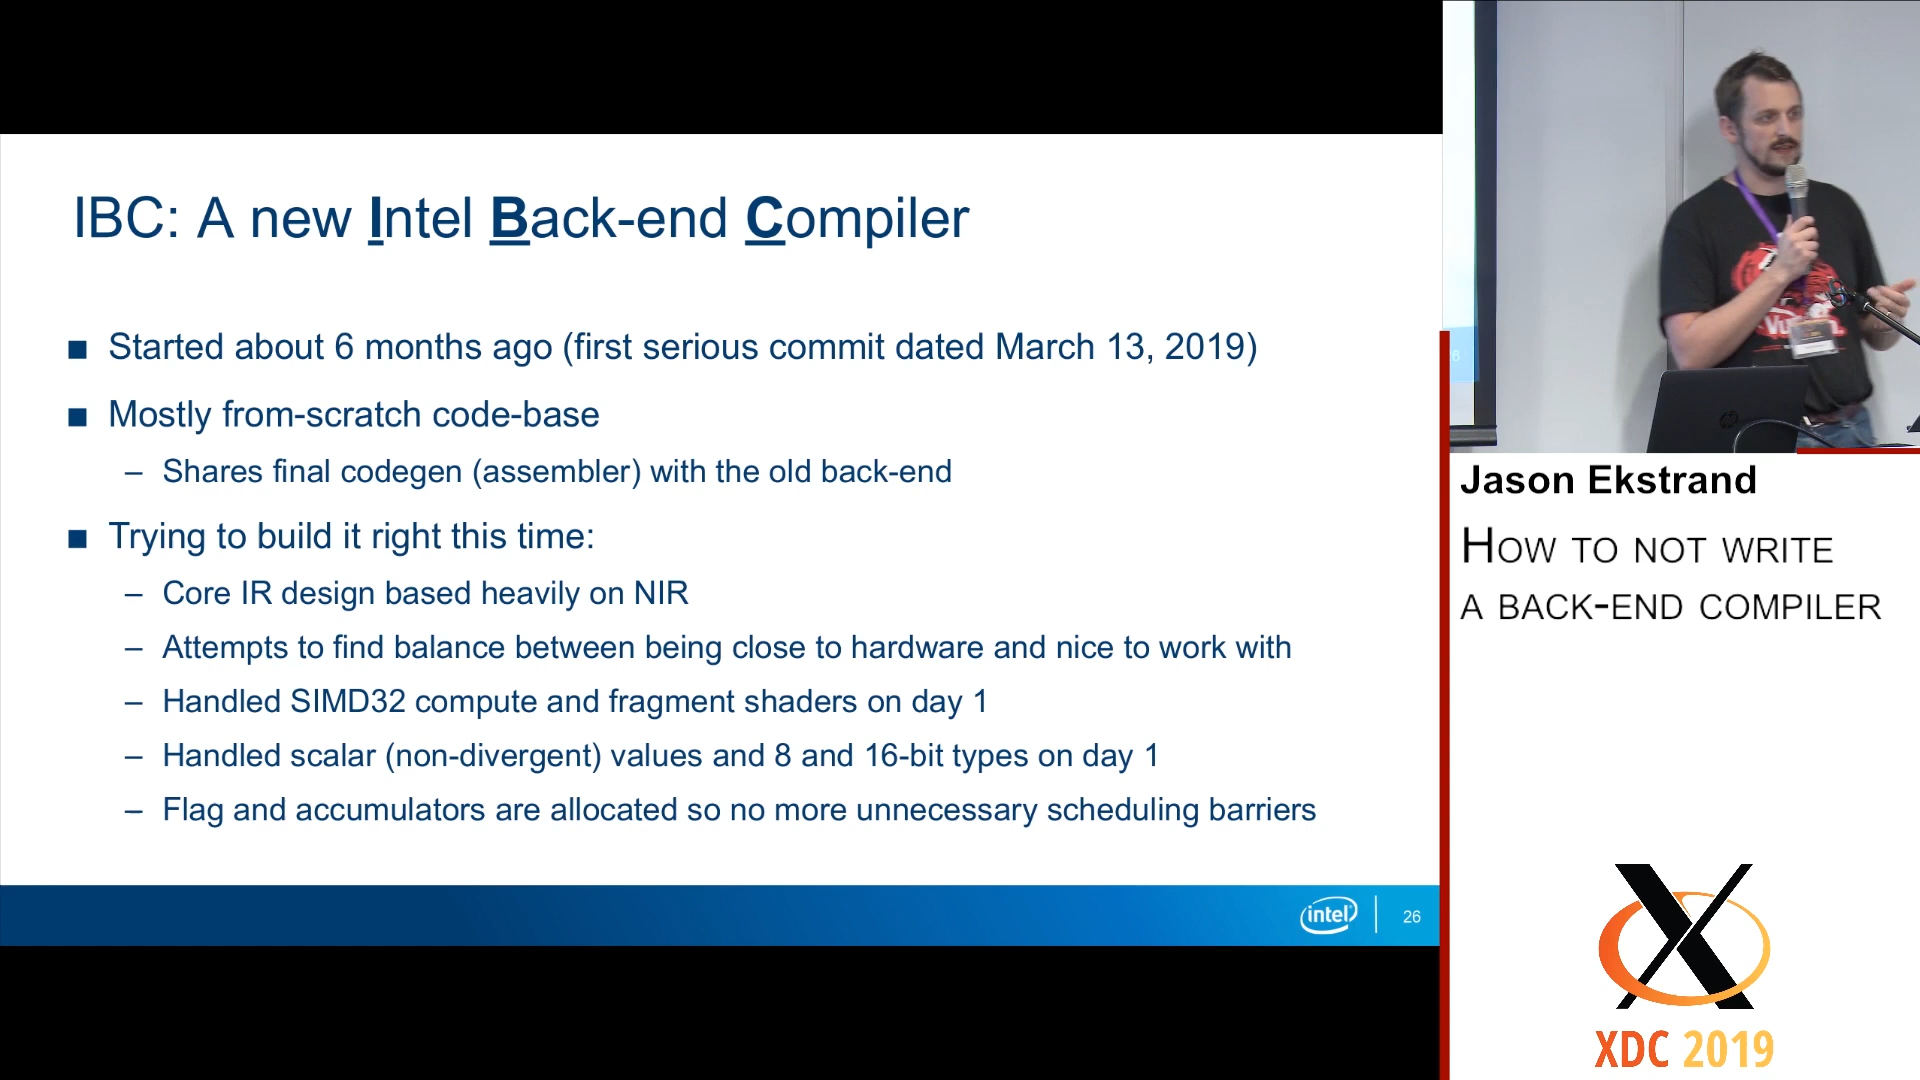 IBC: A new Intel Back-end Compiler
■ Started about 6 months ago (first serious commit dated March 13, 2019)
■ Mostly from-scratch code-base
– Shares final codegen (assembler) with the old back-end
■ Trying to build it right this time:
– Core IR design based heavily on NIR
– Attempts to find balance between being close to hardware and nice to work with
– Handled SIMD32 compute and fragment shaders on day 1
– Handled scalar (non-divergent) values and 8 and 16-bit types on day 1
– Flag and accumulators are allocated so no more unnecessary scheduling barriers
intel
26
Jason Ekstrand
How to not write
a back-end compiler
XDC 2019